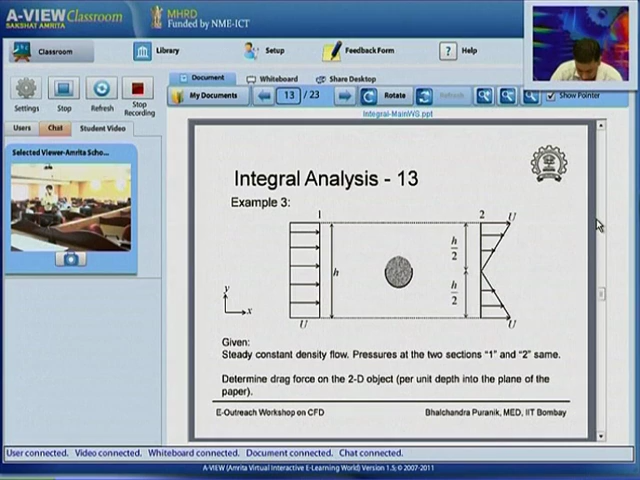 A-VIEW Classroom
SAKSHAT AMRITA
MHRD
Funded by NME-ICT
Classroom
Library
Setup
Feedback Form
? Help
Settings
Stop
Refresh
Stop Recording
Document
Whiteboard
Share Desktop
My Documents
13 / 23
Rotate
Refresh
Show Pointer
Users
Chat
Student Video
Integral-MainWS.ppt
Selected Viewer-Amrita Scho...
Integral Analysis - 13
Example 3:
1
2
U
h
h
2
h
2
y
x
U
U
Given:
Steady constant density flow. Pressures at the two sections "1" and "2" same.
Determine drag force on the 2-D object (per unit depth into the plane of the
paper).
E-Outreach Workshop on CFD
Bhalchandra Puranik, MED, IIT Bombay
User connected. Video connected. Whiteboard connected. Document connected. Chat connected.
A-VIEW (Amrita Virtual Interactive E-Learning World) Version 1.5; © 2007-2011